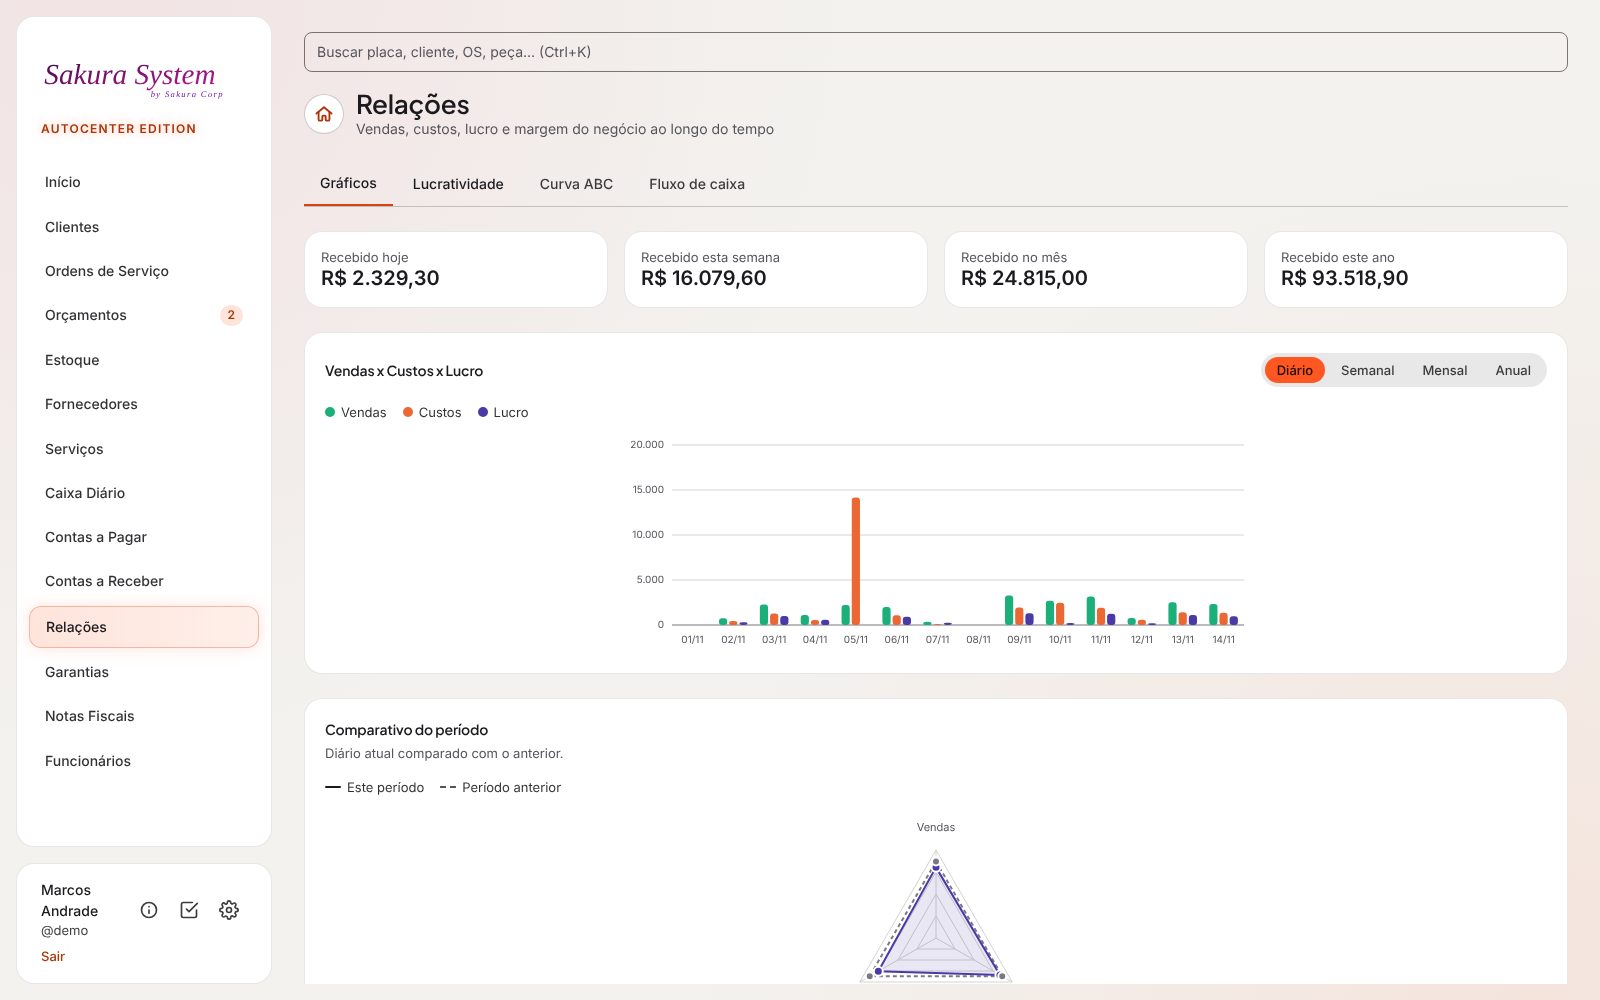 Sakura System
by Sakura Corp
AUTOCENTER EDITION
Início
Clientes
Ordens de Serviço
Orçamentos 2
Estoque
Fornecedores
Serviços
Caixa Diário
Contas a Pagar
Contas a Receber
Relações
Garantias
Notas Fiscais
Funcionários
Marcos
Andrade
@demo
Sair
Buscar placa, cliente, OS, peça... (Ctrl+K)
Relações
Vendas, custos, lucro e margem do negócio ao longo do tempo
Gráficos Lucratividade Curva ABC Fluxo de caixa
Recebido hoje
R$ 2.329,30
Recebido esta semana
R$ 16.079,60
Recebido no mês
R$ 24.815,00
Recebido este ano
R$ 93.518,90
Vendas x Custos x Lucro
Diário Semanal Mensal Anual
Vendas Custos Lucro
20.000
15.000
10.000
5.000
0
01/11 02/11 03/11 04/11 05/11 06/11 07/11 08/11 09/11 10/11 11/11 12/11 13/11 14/11
Comparativo do período
Diário atual comparado com o anterior.
Este período Período anterior
Vendas